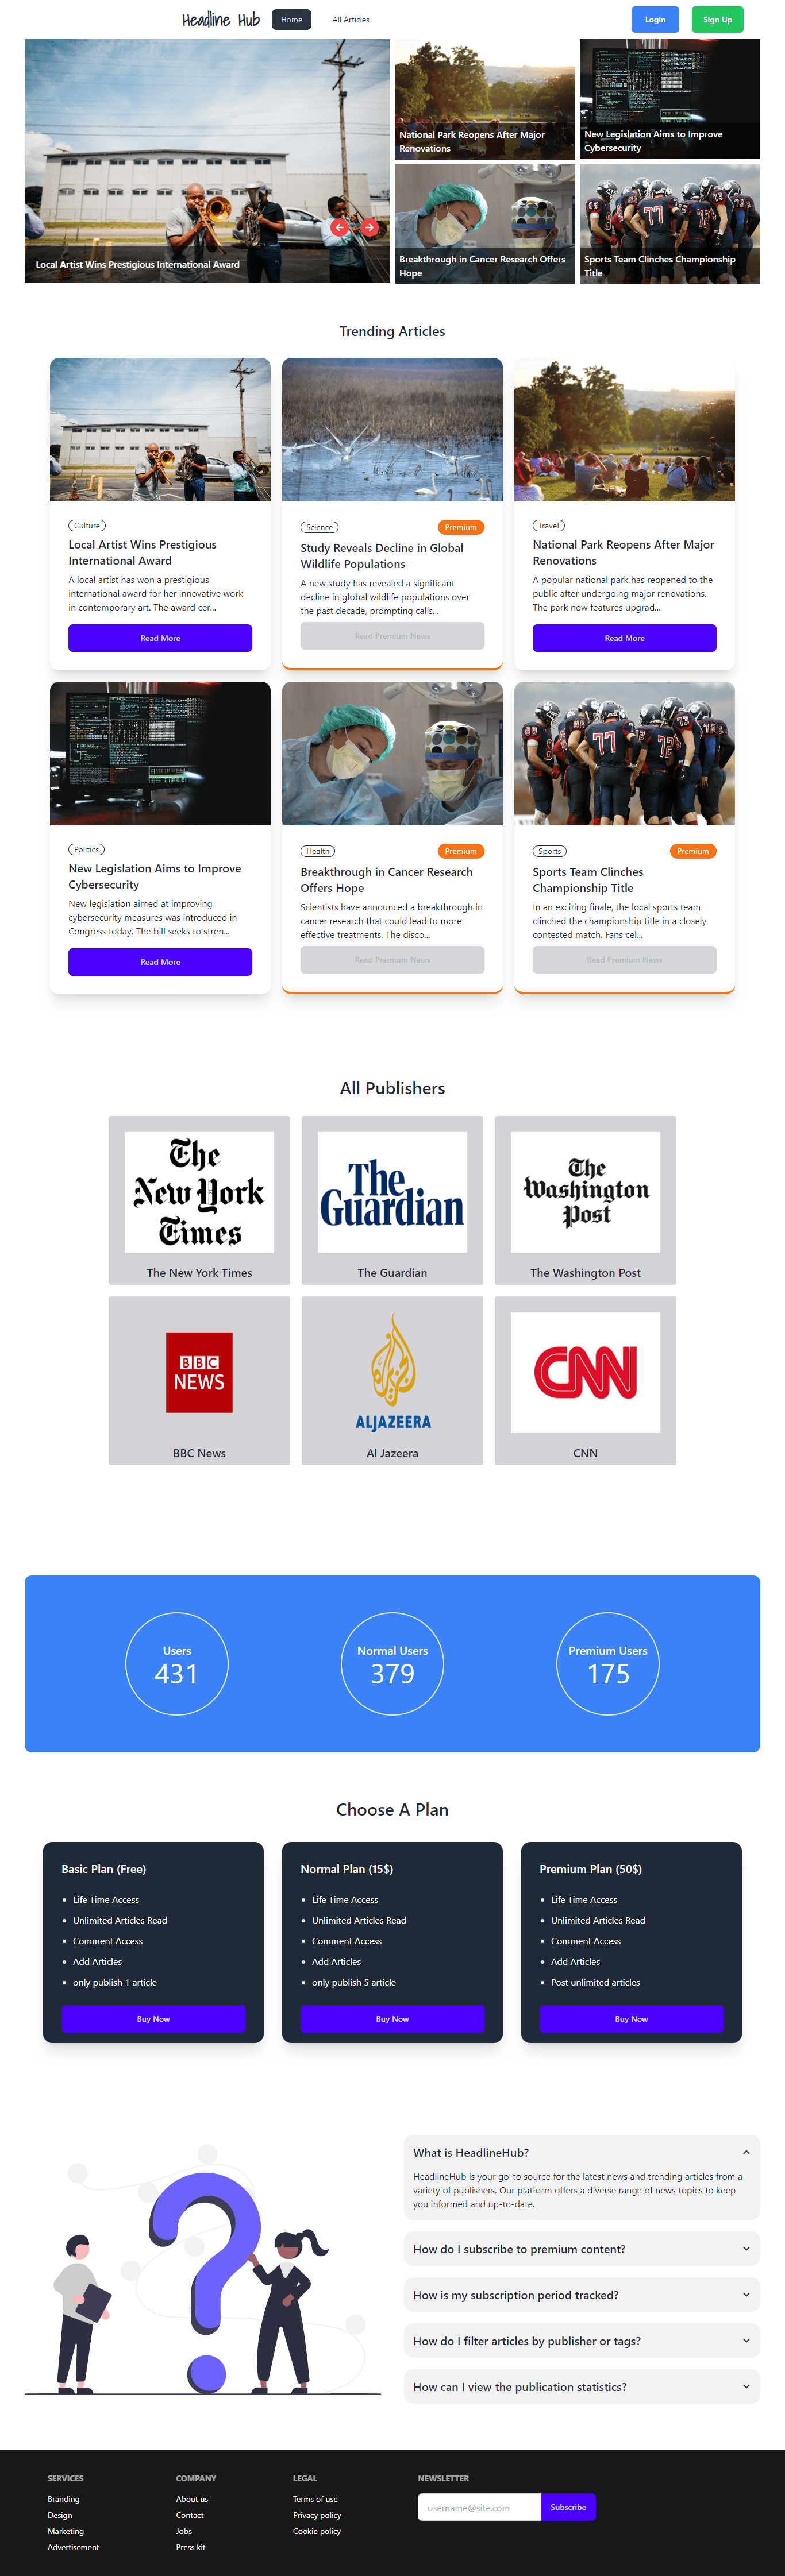 Headline Hub
Home
All Articles
Login
Sign Up
Local Artist Wins Prestigious International Award
National Park Reopens After Major
Renovations
New Legislation Aims to Improve
Cybersecurity
Breakthrough in Cancer Research Offers
Hope
Sports Team Clinches Championship
Title
Trending Articles
Culture
Local Artist Wins Prestigious
International Award
A local artist has won a prestigious
international award for her innovative work
in contemporary art. The award cer...
Read More
Science
Premium
Study Reveals Decline in Global
Wildlife Populations
A new study has revealed a significant
decline in global wildlife populations over
the past decade, prompting calls...
Read Premium News
Travel
National Park Reopens After Major
Renovations
A popular national park has reopened to the
public after undergoing major renovations.
The park now features upgrad...
Read More
Politics
New Legislation Aims to Improve
Cybersecurity
New legislation aimed at improving
cybersecurity measures was introduced in
Congress today. The bill seeks to stren...
Read More
Health
Premium
Breakthrough in Cancer Research
Offers Hope
Scientists have announced a breakthrough in
cancer research that could lead to more
effective treatments. The disco...
Read Premium News
77
72
Sports
Premium
Sports Team Clinches
Championship Title
In an exciting finale, the local sports team
clinched the championship title in a closely
contested match. Fans cel...
Read Premium News
All Publishers
The
New York
Times
The New York Times
The
Guardian
The Guardian
The
Washington
Post
The Washington Post
BBC
NEWS
BBC News
ALJAZEERA
Al Jazeera
CNN
CNN
Users
431
Normal Users
379
Premium Users
175
Choose A Plan
Basic Plan (Free)
• Life Time Access
• Unlimited Articles Read
• Comment Access
• Add Articles
• only publish 1 article
Buy Now
Normal Plan (15$)
• Life Time Access
• Unlimited Articles Read
• Comment Access
• Add Articles
• only publish 5 article
Buy Now
Premium Plan (50$)
• Life Time Access
• Unlimited Articles Read
• Comment Access
• Add Articles
• Post unlimited articles
Buy Now
What is HeadlineHub?
HeadlineHub is your go-to source for the latest news and trending articles from a
variety of publishers. Our platform offers a diverse range of news topics to keep
you informed and up-to-date.
How do I subscribe to premium content?
How is my subscription period tracked?
How do I filter articles by publisher or tags?
How can I view the publication statistics?
SERVICES
Branding
Design
Marketing
Advertisement
COMPANY
About us
Contact
Jobs
Press kit
LEGAL
Terms of use
Privacy policy
Cookie policy
NEWSLETTER
username@site.com
Subscribe